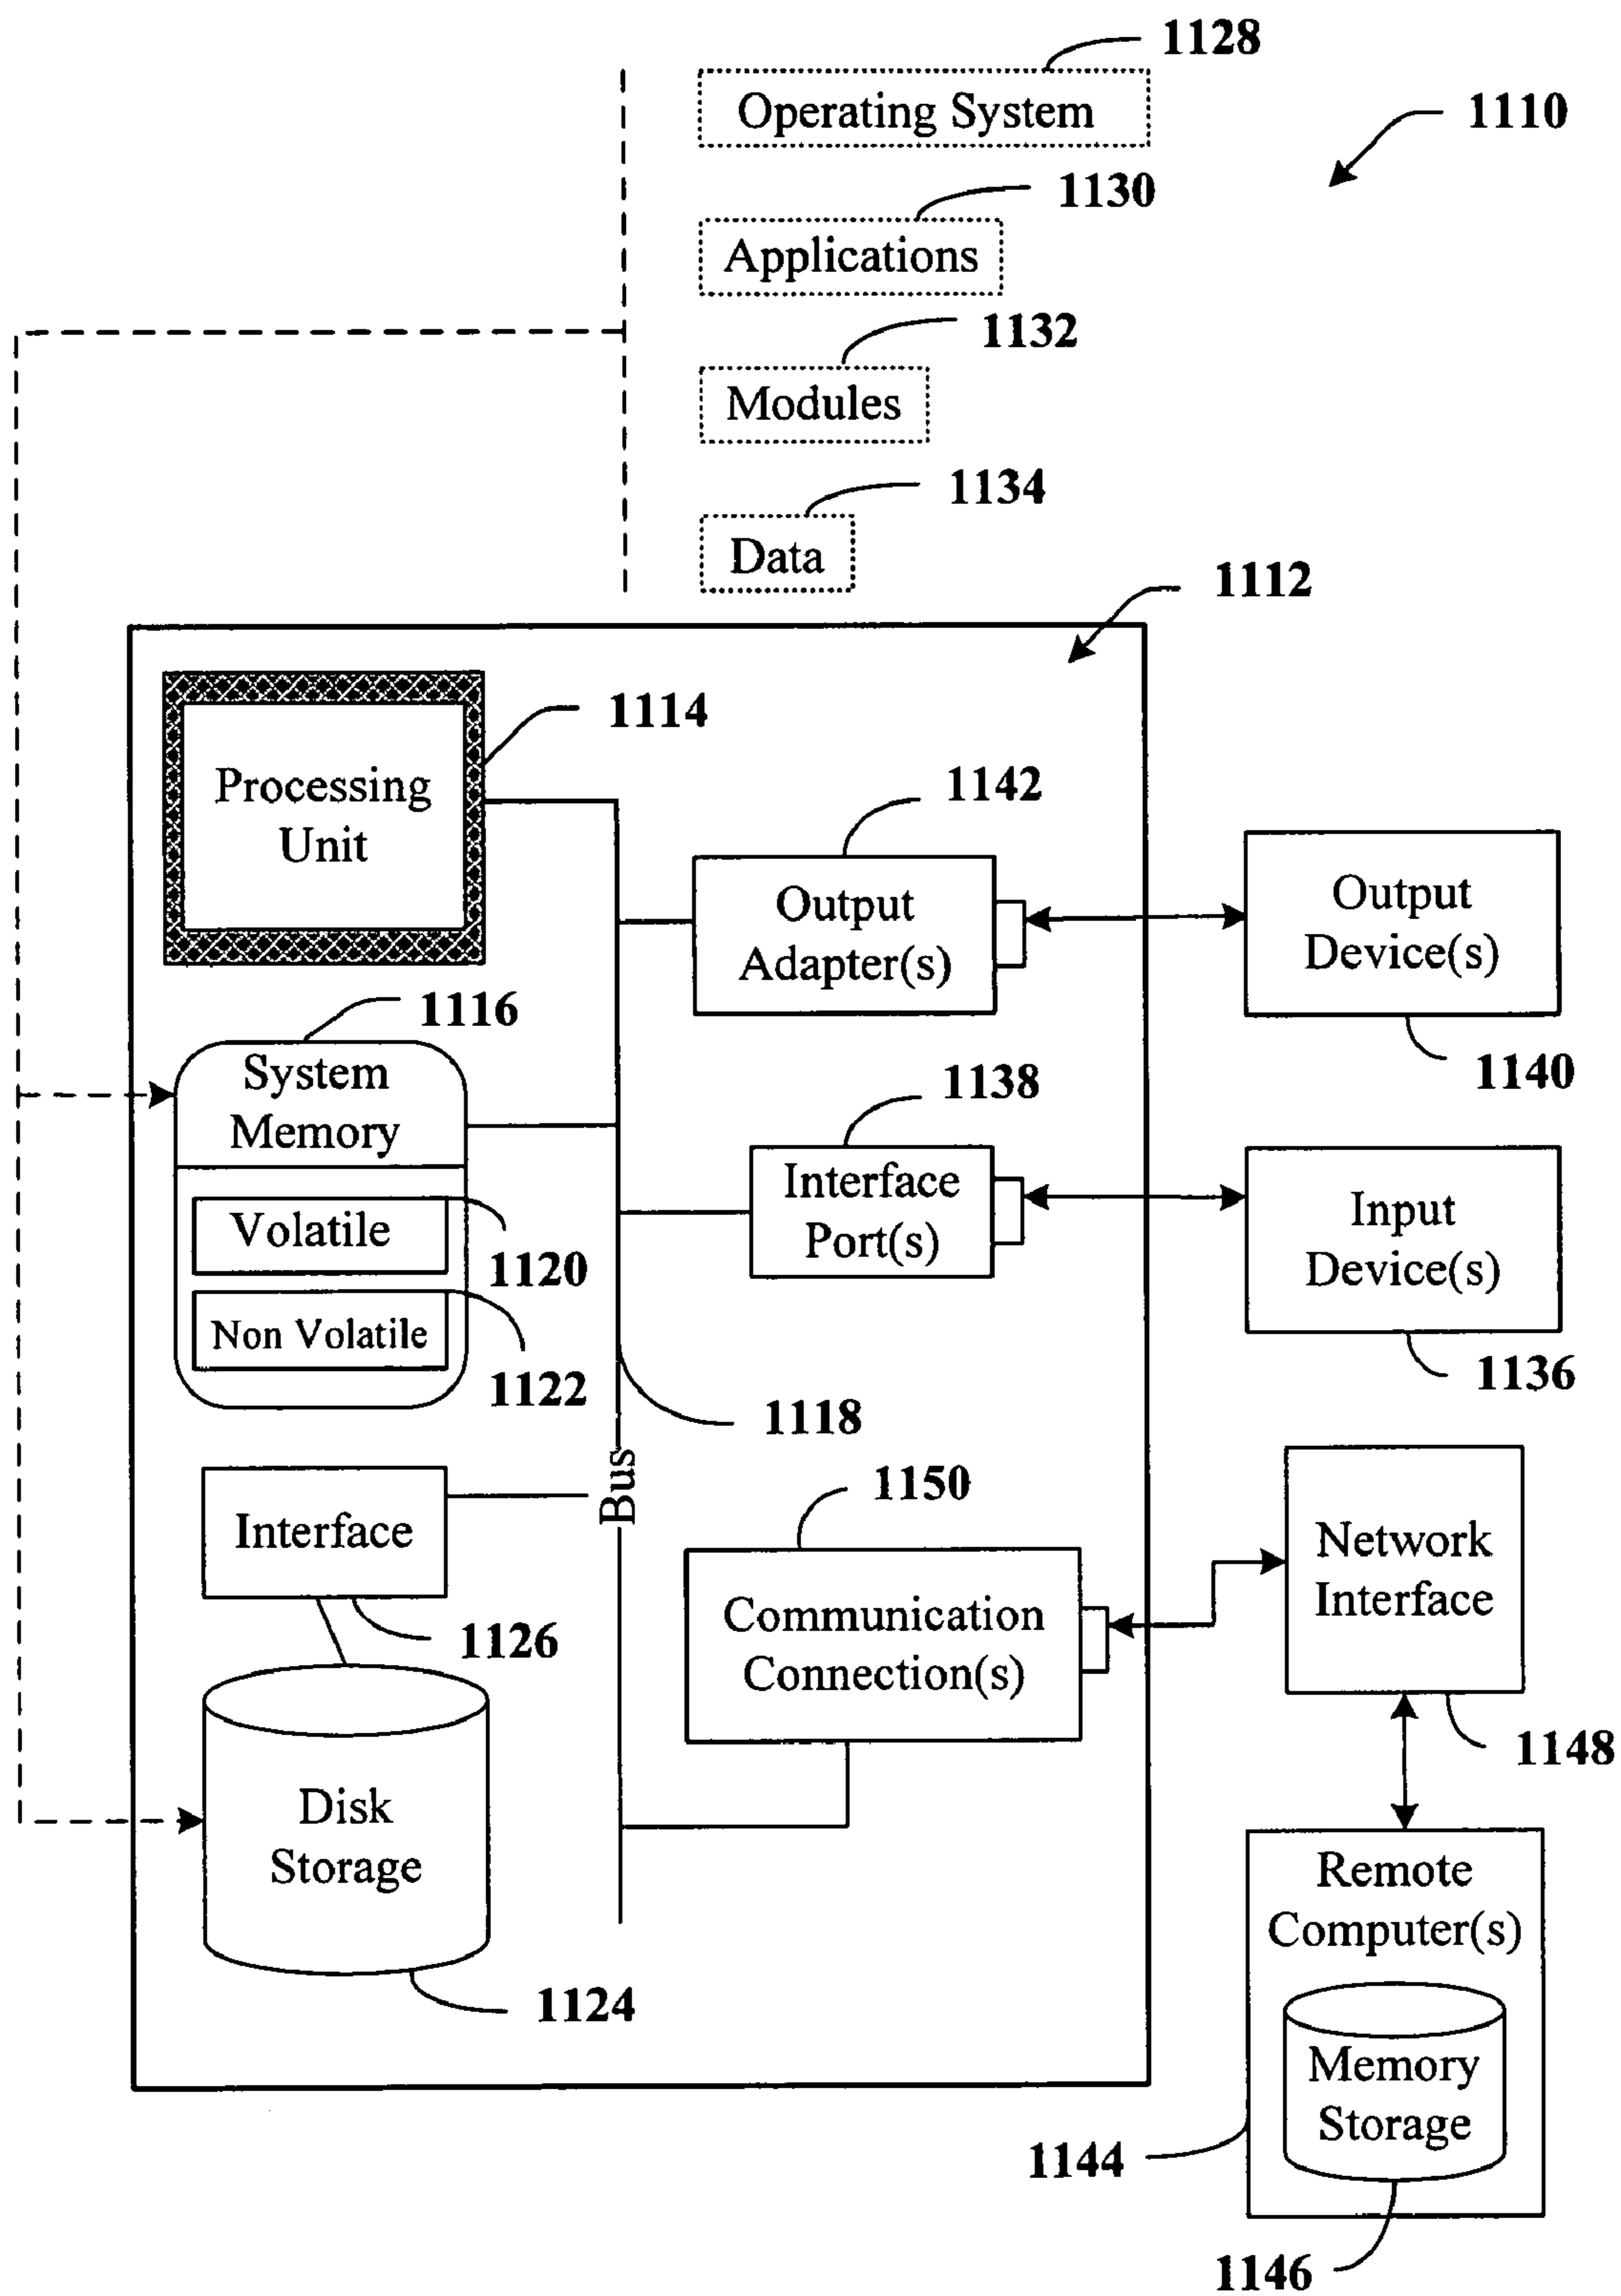 1128
Operating System
1110
1130
Applications
1132
Modules
1134
Data
1112
1114
Processing
Unit
1142
Output
Adapter(s)
Output
Device(s)
1140
1116
System
Memory
1138
Interface
Port(s)
Input
Device(s)
1136
Volatile
1120
Non Volatile
1122
1118
Bus
1150
Interface
1126
Communication
Connection(s)
Network
Interface
1148
Disk
Storage
1124
Remote
Computer(s)
Memory
Storage
1144
1146